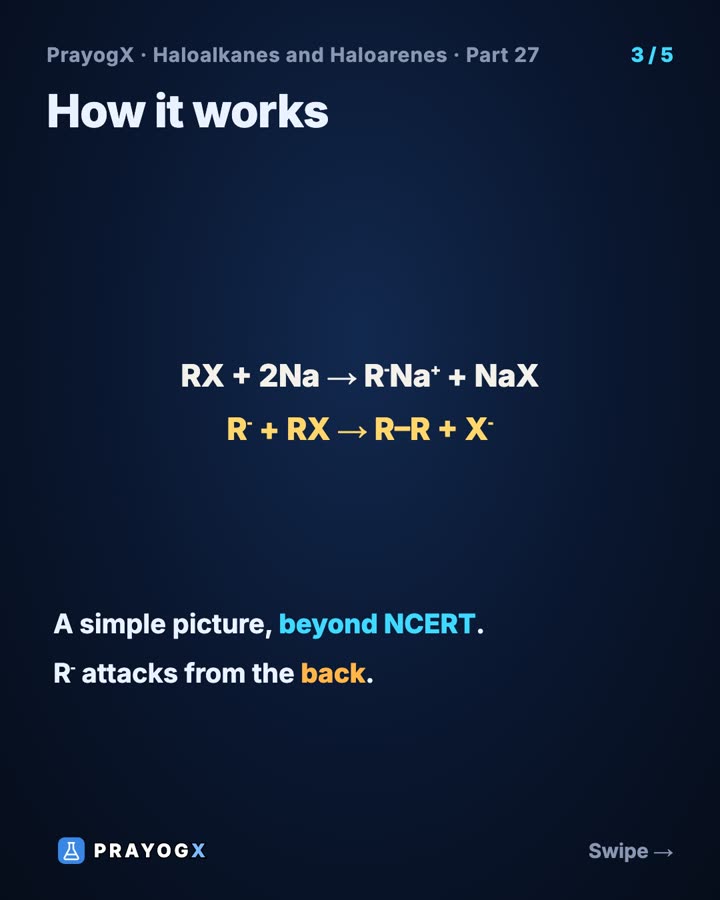 PrayogX · Haloalkanes and Haloarenes · Part 27
3 / 5
How it works
RX + 2Na → R⁻Na⁺ + NaX
R⁻ + RX → R–R + X⁻
A simple picture, beyond NCERT.
R⁻ attacks from the back.
PRAYOGX
Swipe →